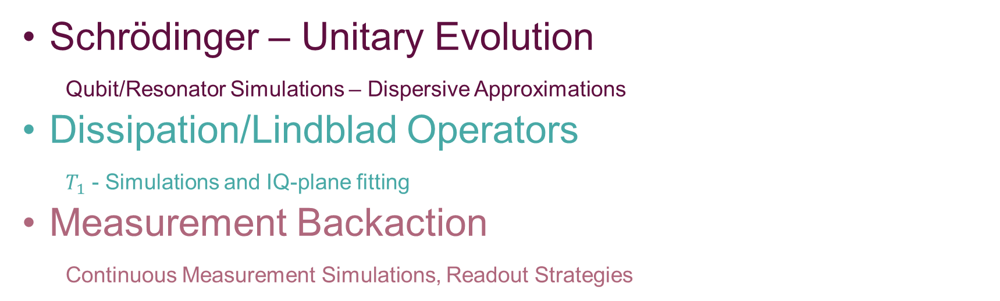 • Schrödinger – Unitary Evolution
Qubit/Resonator Simulations – Dispersive Approximations
• Dissipation/Lindblad Operators
𝑇₁ - Simulations and IQ-plane fitting
• Measurement Backaction
Continuous Measurement Simulations, Readout Strategies